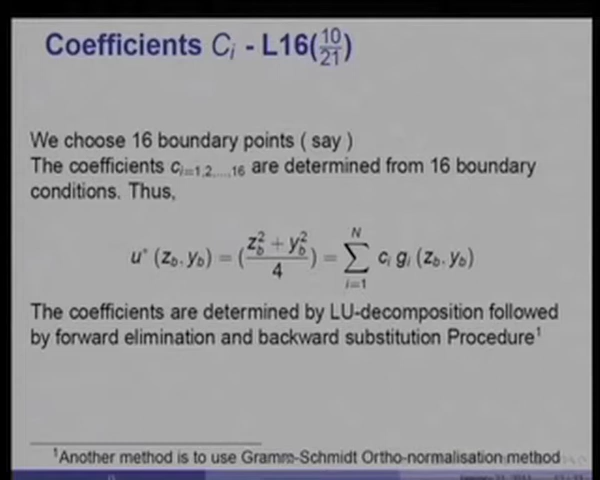 Coefficients Cᵢ - L16(10/21)
We choose 16 boundary points ( say )
The coefficients cᵢ₌₁,₂,...,₁₆ are determined from 16 boundary
conditions. Thus,
u* (z_b, y_b) = ( (z_b² + y_b²) / 4 ) = ∑_{i=1}^{N} cᵢ gᵢ (z_b, y_b)
The coefficients are determined by LU-decomposition followed
by forward elimination and backward substitution Procedure¹
¹Another method is to use Gramm-Schmidt Ortho-normalisation method